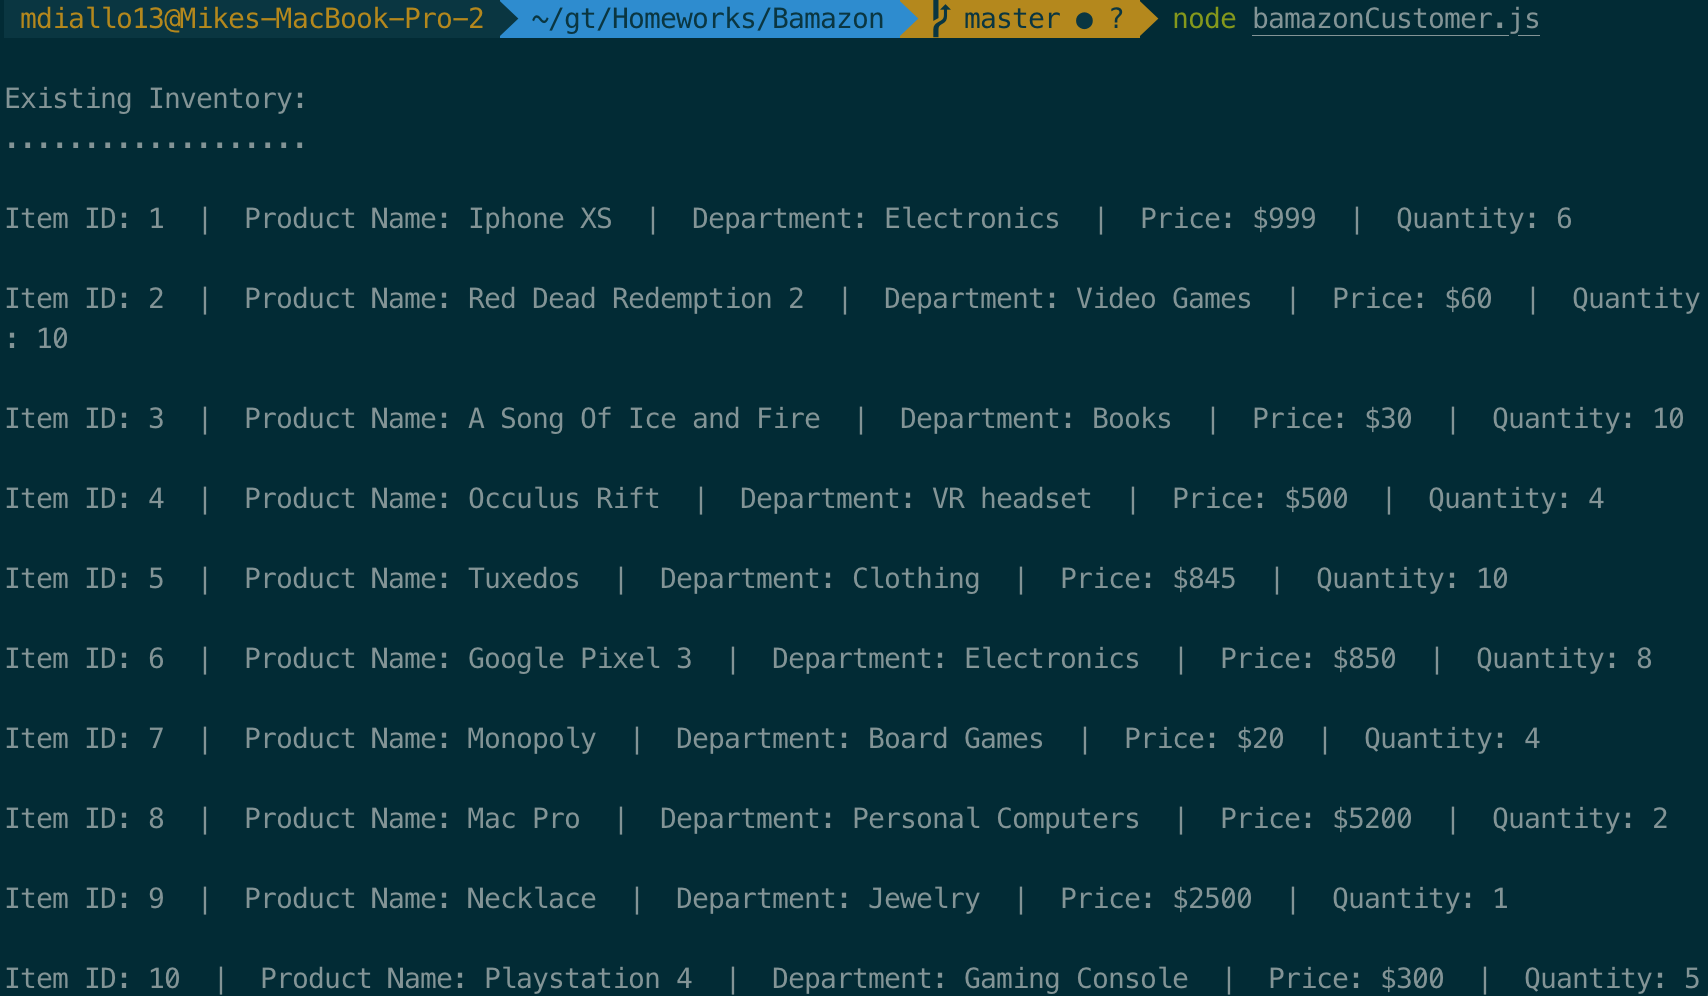 mdiallo13@Mikes-MacBook-Pro-2 ~/gt/Homeworks/Bamazon master ● ? node bamazonCustomer.js
Existing Inventory:
...................
Item ID: 1 | Product Name: Iphone XS | Department: Electronics | Price: $999 | Quantity: 6
Item ID: 2 | Product Name: Red Dead Redemption 2 | Department: Video Games | Price: $60 | Quantity
: 10
Item ID: 3 | Product Name: A Song Of Ice and Fire | Department: Books | Price: $30 | Quantity: 10
Item ID: 4 | Product Name: Occulus Rift | Department: VR headset | Price: $500 | Quantity: 4
Item ID: 5 | Product Name: Tuxedos | Department: Clothing | Price: $845 | Quantity: 10
Item ID: 6 | Product Name: Google Pixel 3 | Department: Electronics | Price: $850 | Quantity: 8
Item ID: 7 | Product Name: Monopoly | Department: Board Games | Price: $20 | Quantity: 4
Item ID: 8 | Product Name: Mac Pro | Department: Personal Computers | Price: $5200 | Quantity: 2
Item ID: 9 | Product Name: Necklace | Department: Jewelry | Price: $2500 | Quantity: 1
Item ID: 10 | Product Name: Playstation 4 | Department: Gaming Console | Price: $300 | Quantity: 5